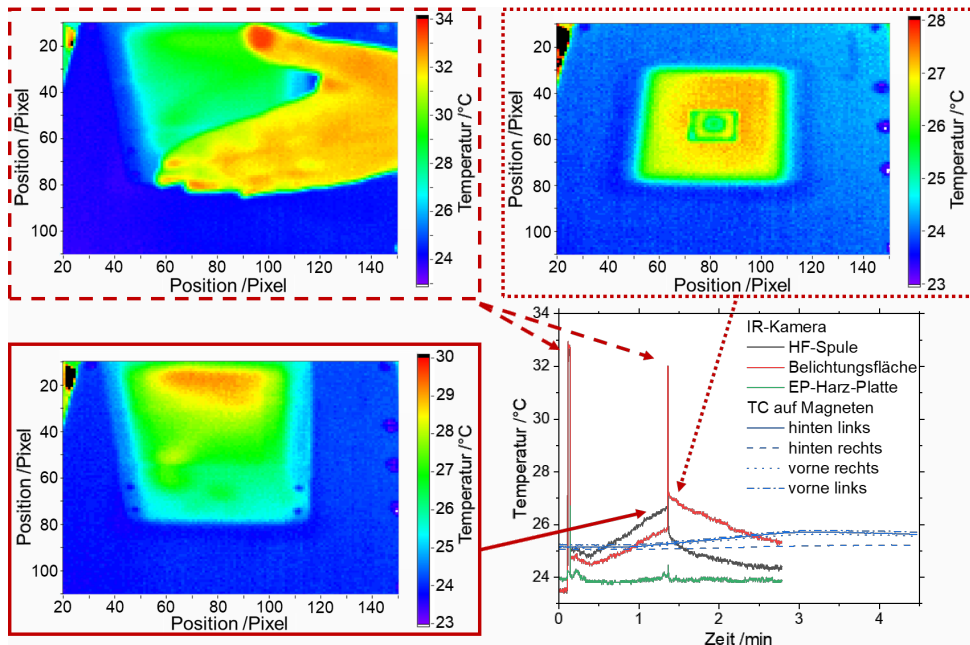 34
32
30
28
26
24
Temperatur /°C
20
40
60
80
100
Position /Pixel
20 40 60 80 100 120 140
Position /Pixel
28
27
26
25
24
23
Temperatur /°C
20
40
60
80
100
Position /Pixel
20 40 60 80 100 120 140
Position /Pixel
30
29
28
27
26
25
24
23
Temperatur /°C
20
40
60
80
100
Position /Pixel
20 40 60 80 100 120 140
Position /Pixel
34
32
30
28
26
24
Temperatur /°C
IR-Kamera
HF-Spule
Belichtungsfläche
EP-Harz-Platte
TC auf Magneten
hinten links
hinten rechts
vorne rechts
vorne links
0 1 2 3 4
Zeit /min